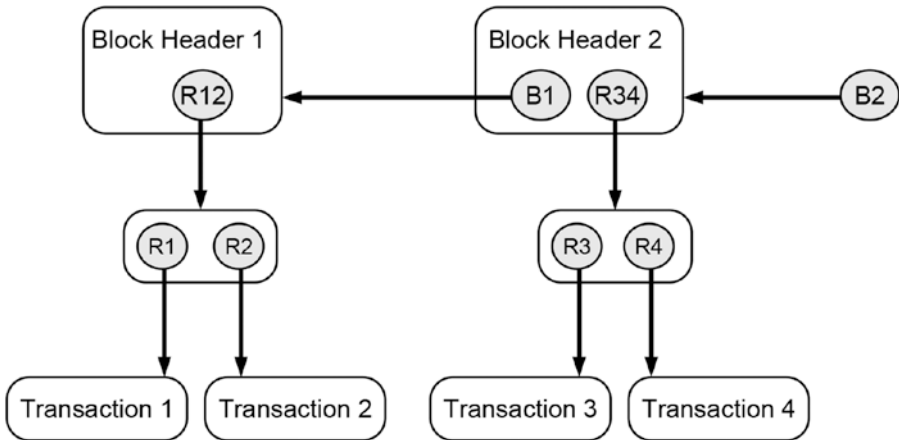 Block Header 1
Block Header 2
R12
B1
R34
B2
R1
R2
R3
R4
Transaction 1
Transaction 2
Transaction 3
Transaction 4